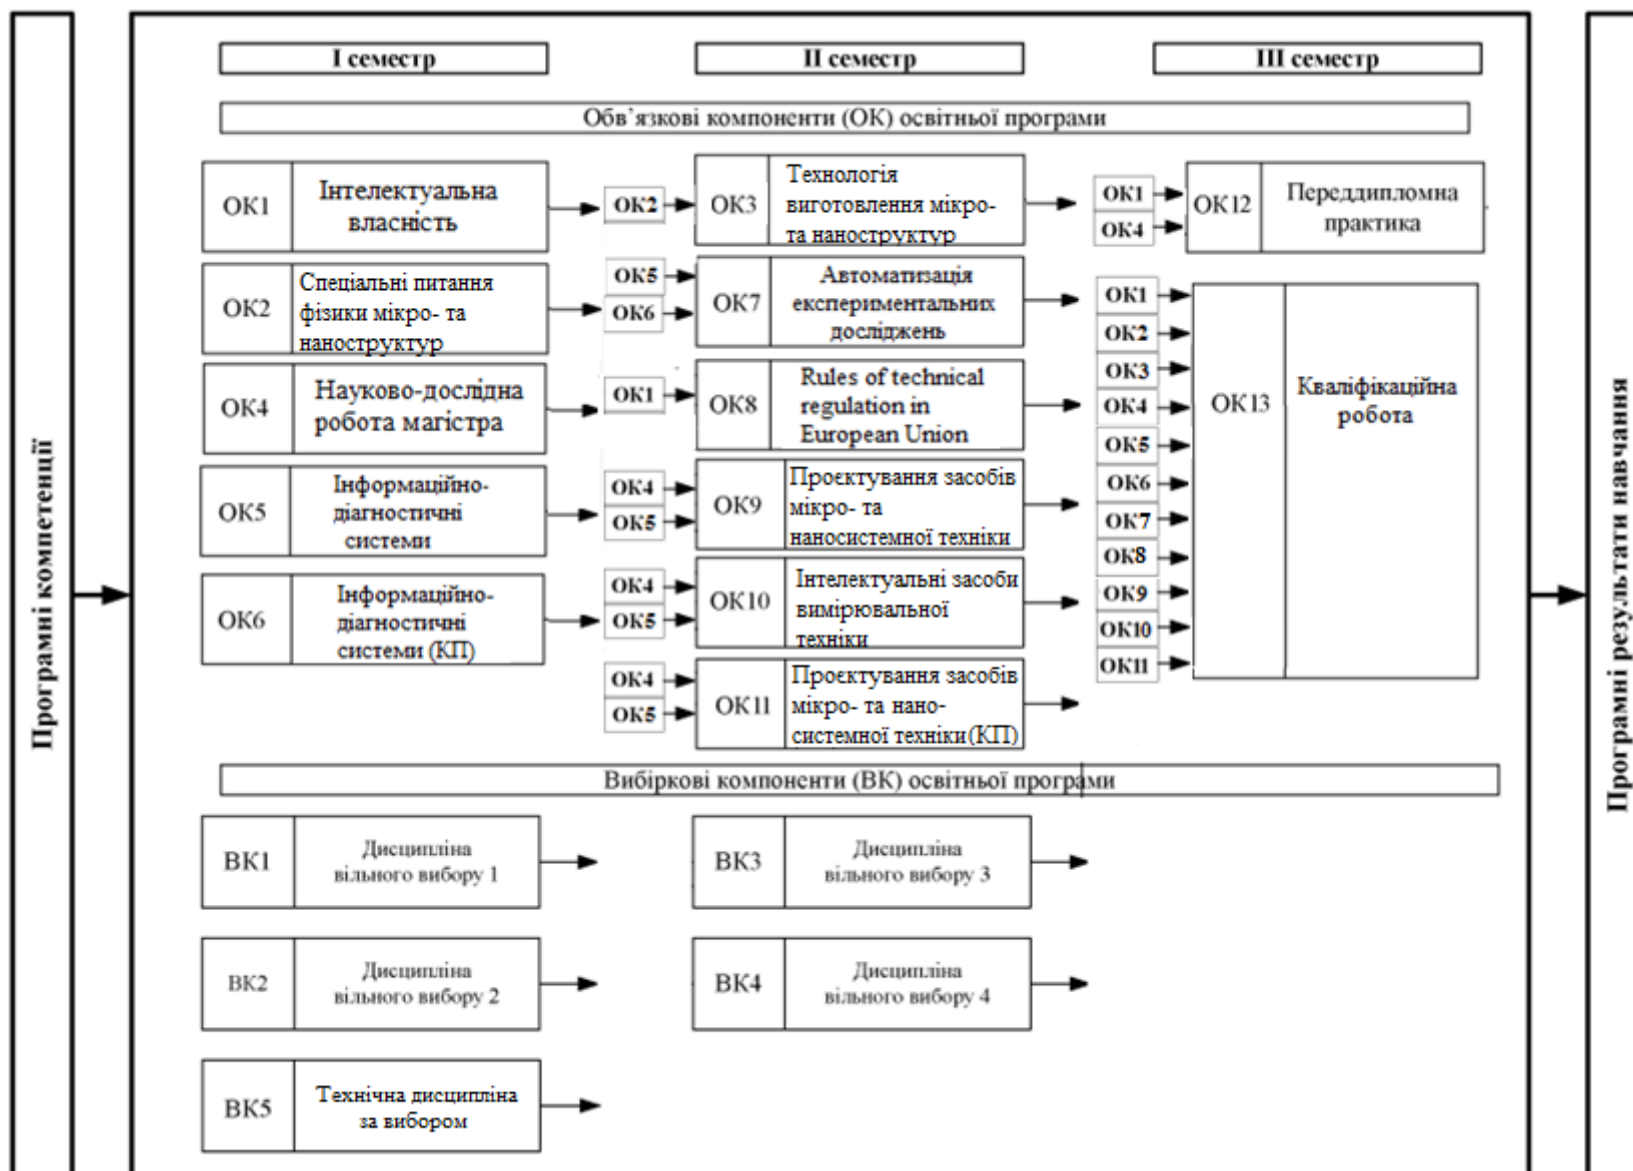 Програмні компетенції
І семестр
ІІ семестр
ІІІ семестр
Обв’язкові компоненти (ОК) освітньої програми
ОК1
Інтелектуальна
власність
ОК2
Спеціальні питання
фізики мікро- та
наноструктур
ОК4
Науково-дослідна
робота магістра
ОК5
Інформаційно-
діагностичні
системи
ОК6
Інформаційно-
діагностичні
системи (КП)
ОК2
ОК3
Технологія
виготовлення мікро-
та наноструктур
ОК5
ОК6
ОК7
Автоматизація
експериментальних
досліджень
ОК1
ОК8
Rules of technical
regulation in
European Union
ОК4
ОК5
ОК9
Проєктування засобів
мікро- та
наносистемної техніки
ОК4
ОК5
ОК10
Інтелектуальні засоби
вимірювальної
техніки
ОК4
ОК5
ОК11
Проєктування засобів
мікро- та нано-
системної техніки(КП)
ОК1
ОК4
ОК12
Переддипломна
практика
ОК1
ОК2
ОК3
ОК4
ОК5
ОК6
ОК7
ОК8
ОК9
ОК10
ОК11
ОК13
Кваліфікаційна
робота
Вибіркові компоненти (ВК) освітньої програми
ВК1
Дисципліна
вільного вибору 1
ВК2
Дисципліна
вільного вибору 2
ВК5
Технічна дисципліна
за вибором
ВК3
Дисципліна
вільного вибору 3
ВК4
Дисципліна
вільного вибору 4
Програмні результати навчання